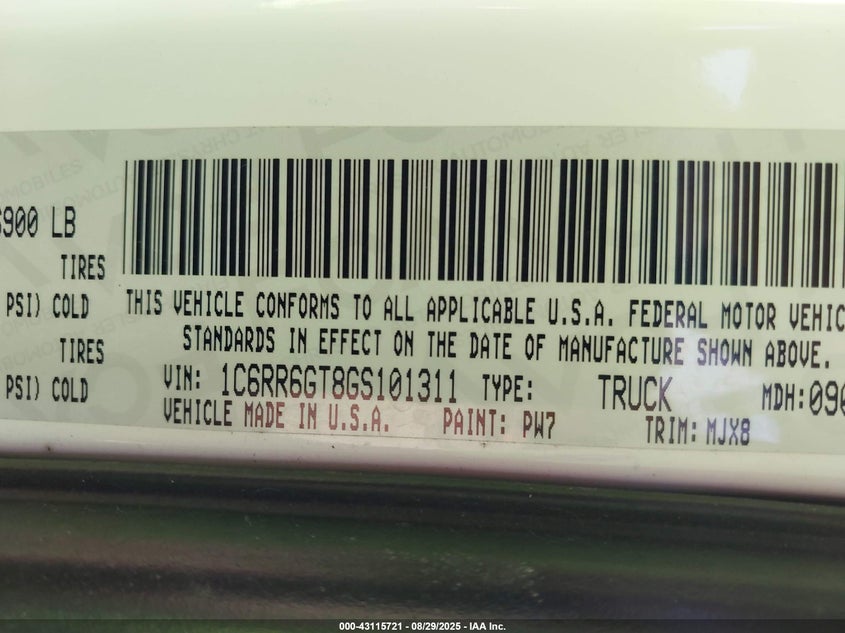 6900 LB
TIRES
PSI) COLD
TIRES
PSI) COLD
THIS VEHICLE CONFORMS TO ALL APPLICABLE U.S.A. FEDERAL MOTOR VEHIC
STANDARDS IN EFFECT ON THE DATE OF MANUFACTURE SHOWN ABOVE.
VIN: 1C6RR6GT8GS101311 TYPE: TRUCK MDH:090
VEHICLE MADE IN U.S.A. PAINT: PW7 TRIM: MJX8
000-43115721 - 08/29/2025 - IAA Inc.